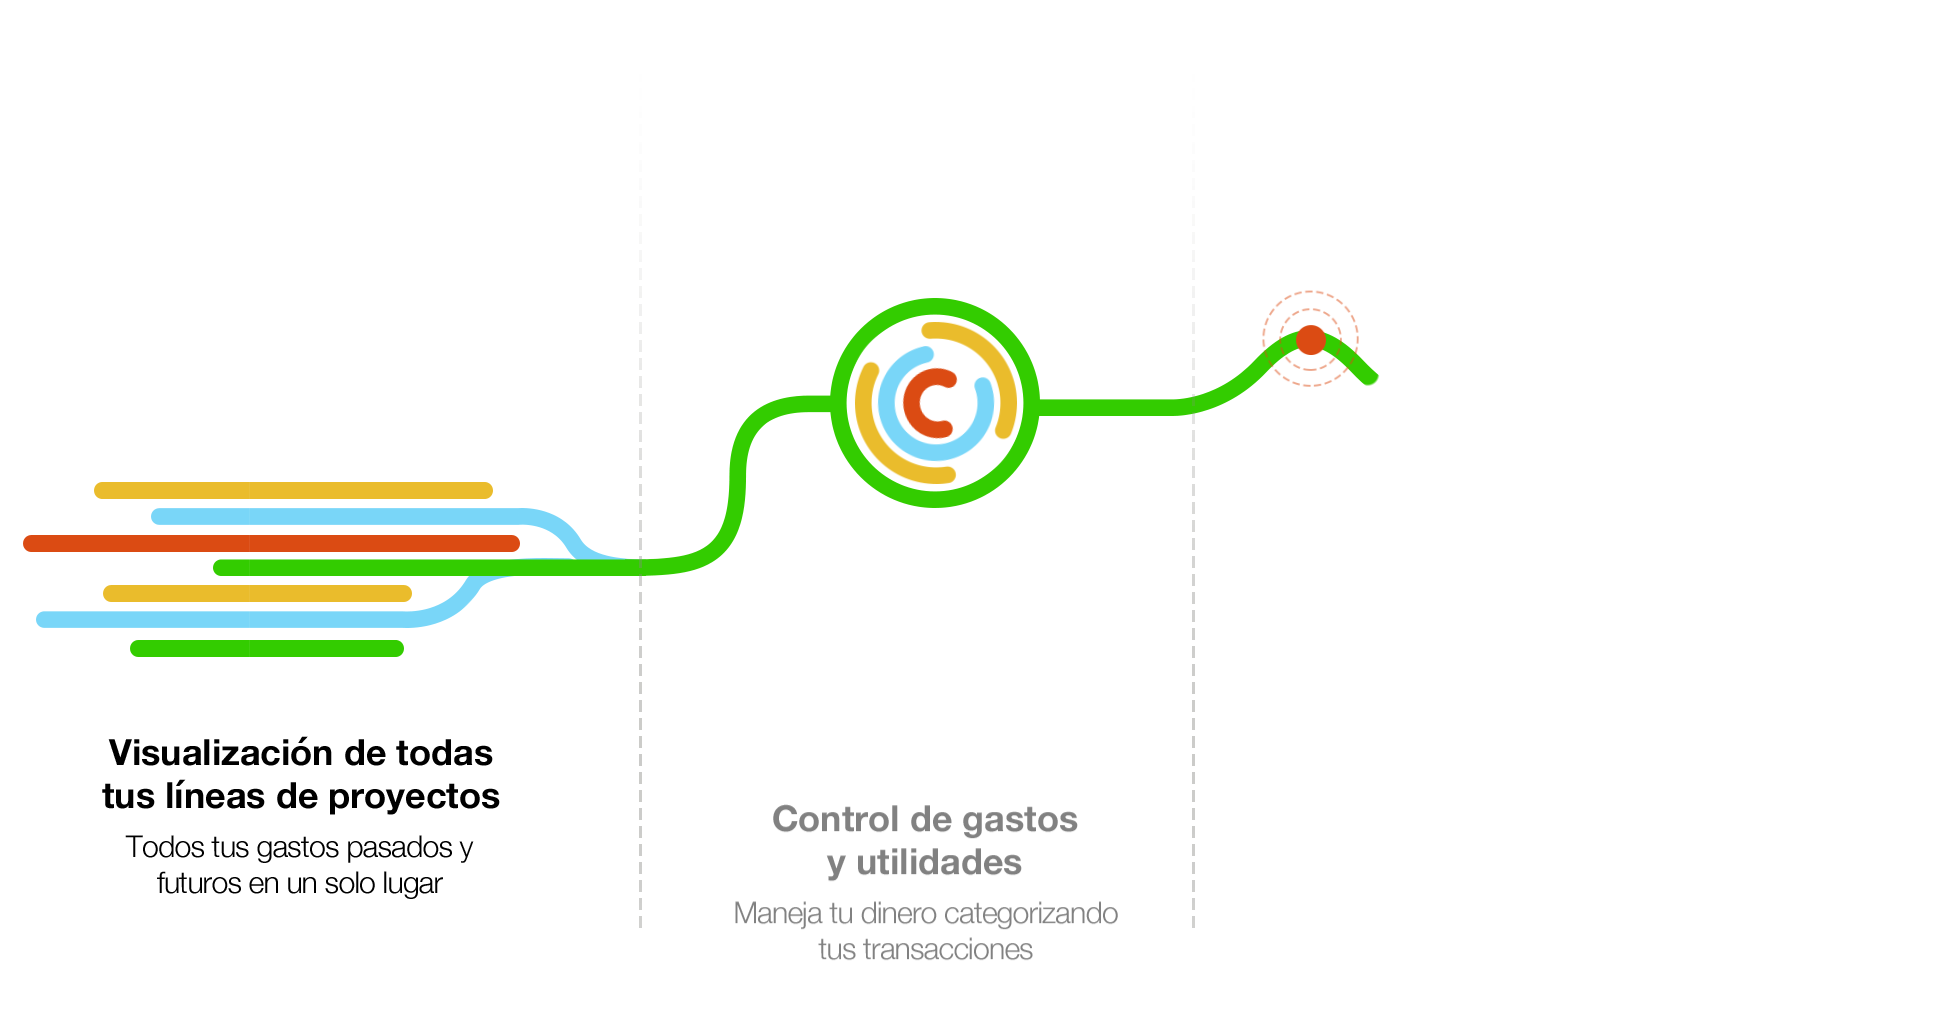 Visualización de todas
tus líneas de proyectos
Todos tus gastos pasados y
futuros en un solo lugar
Control de gastos
y utilidades
Maneja tu dinero categorizando
tus transacciones